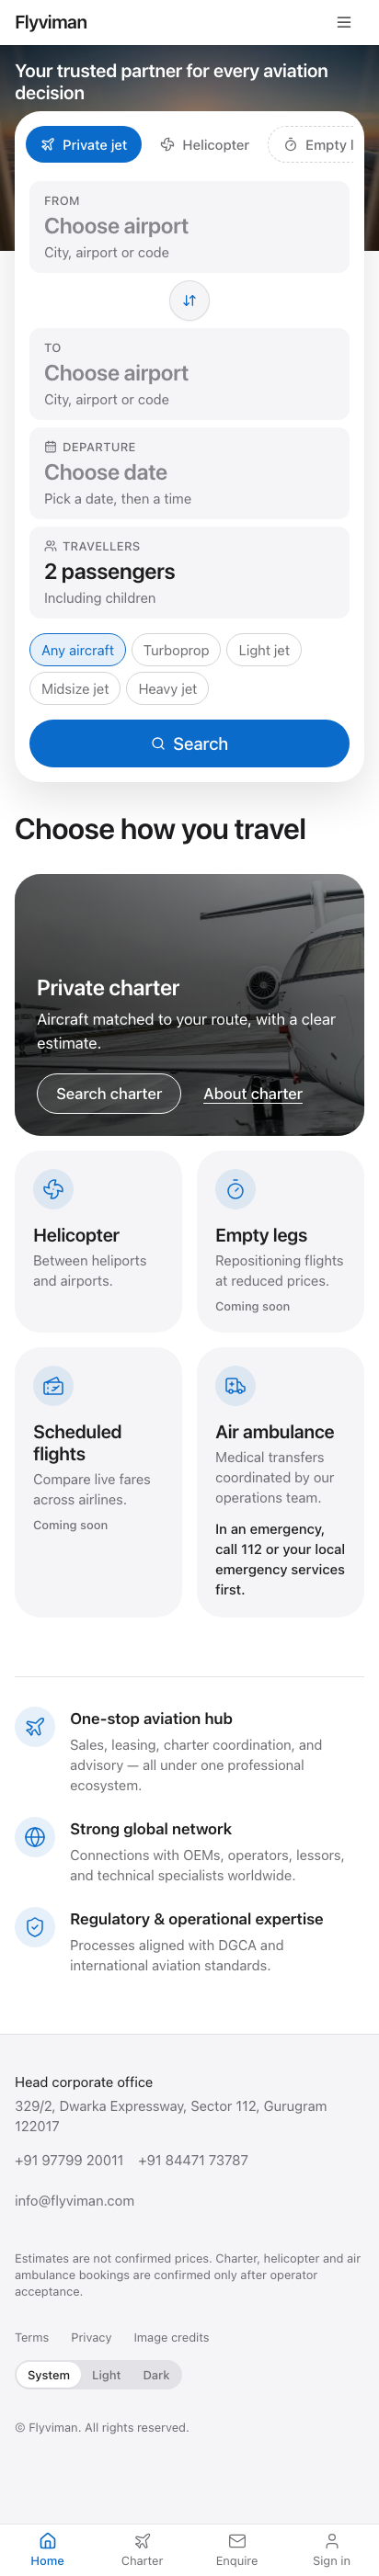 Flyviman
Your trusted partner for every aviation
decision
Private jet
Helicopter
Empty l
FROM
Choose airport
City, airport or code
TO
Choose airport
City, airport or code
DEPARTURE
Choose date
Pick a date, then a time
TRAVELLERS
2 passengers
Including children
Any aircraft
Turboprop
Light jet
Midsize jet
Heavy jet
Search
Choose how you travel
Private charter
Aircraft matched to your route, with a clear
estimate.
Search charter
About charter
Helicopter
Between heliports
and airports.
Empty legs
Repositioning flights
at reduced prices.
Coming soon
Scheduled
flights
Compare live fares
across airlines.
Coming soon
Air ambulance
Medical transfers
coordinated by our
operations team.
In an emergency,
call 112 or your local
emergency services
first.
One-stop aviation hub
Sales, leasing, charter coordination, and
advisory — all under one professional
ecosystem.
Strong global network
Connections with OEMs, operators, lessors,
and technical specialists worldwide.
Regulatory & operational expertise
Processes aligned with DGCA and
international aviation standards.
Head corporate office
329/2, Dwarka Expressway, Sector 112, Gurugram
122017
+91 97799 20011 +91 84471 73787
info@flyviman.com
Estimates are not confirmed prices. Charter, helicopter and air
ambulance bookings are confirmed only after operator
acceptance.
Terms Privacy Image credits
System Light Dark
© Flyviman. All rights reserved.
Home Charter Enquire Sign in